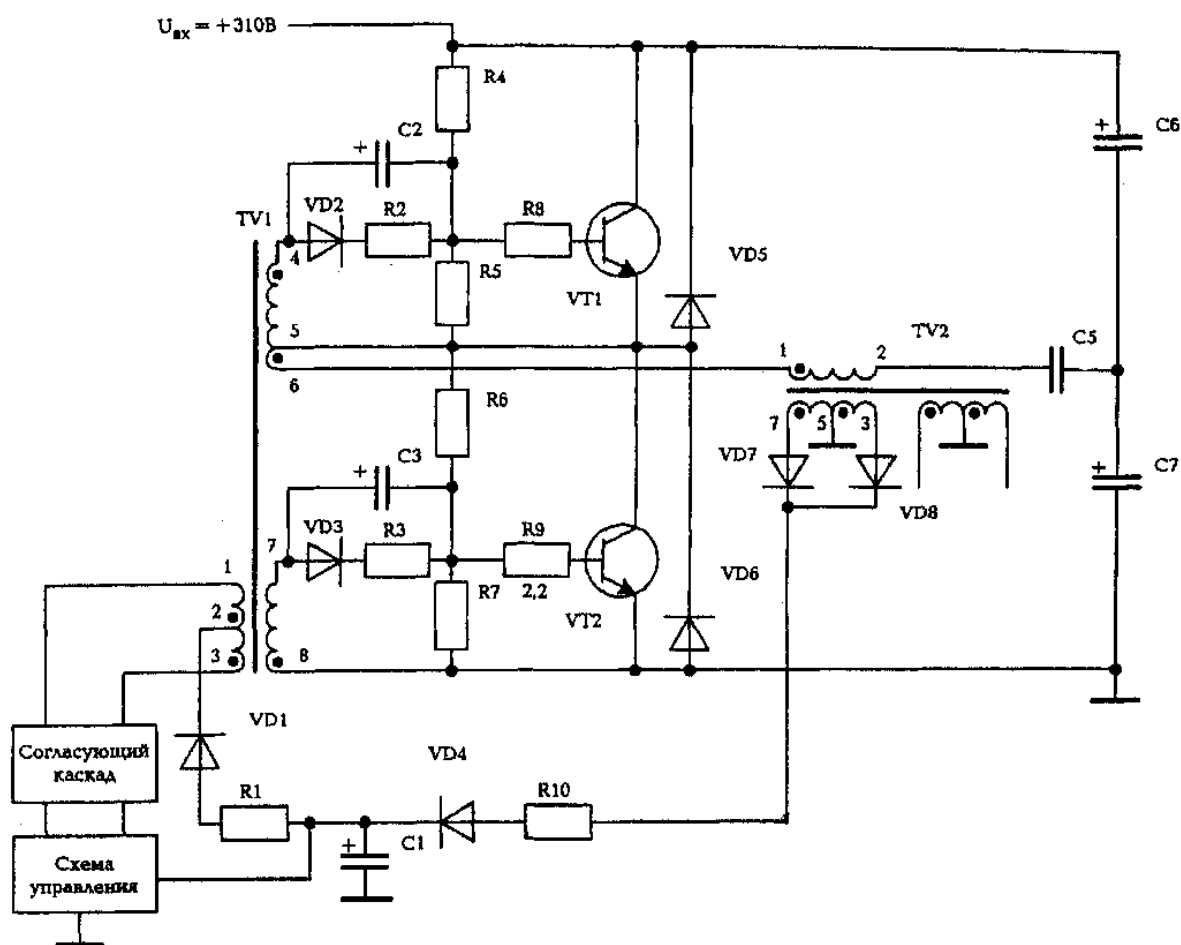 Uвх = +310В
R4
C6
+
C2
+
TV1
VD2
R2
R8
4
VD5
R5
VT1
5
TV2
C5
1
2
6
R6
7
5
3
C3
+
VD7
C7
+
VD8
7
VD3
R3
R9
1
VD6
R7
2,2
2
VT2
3
8
VD1
VD4
Согласующий
каскад
R1
R10
+
C1
Схема
управления